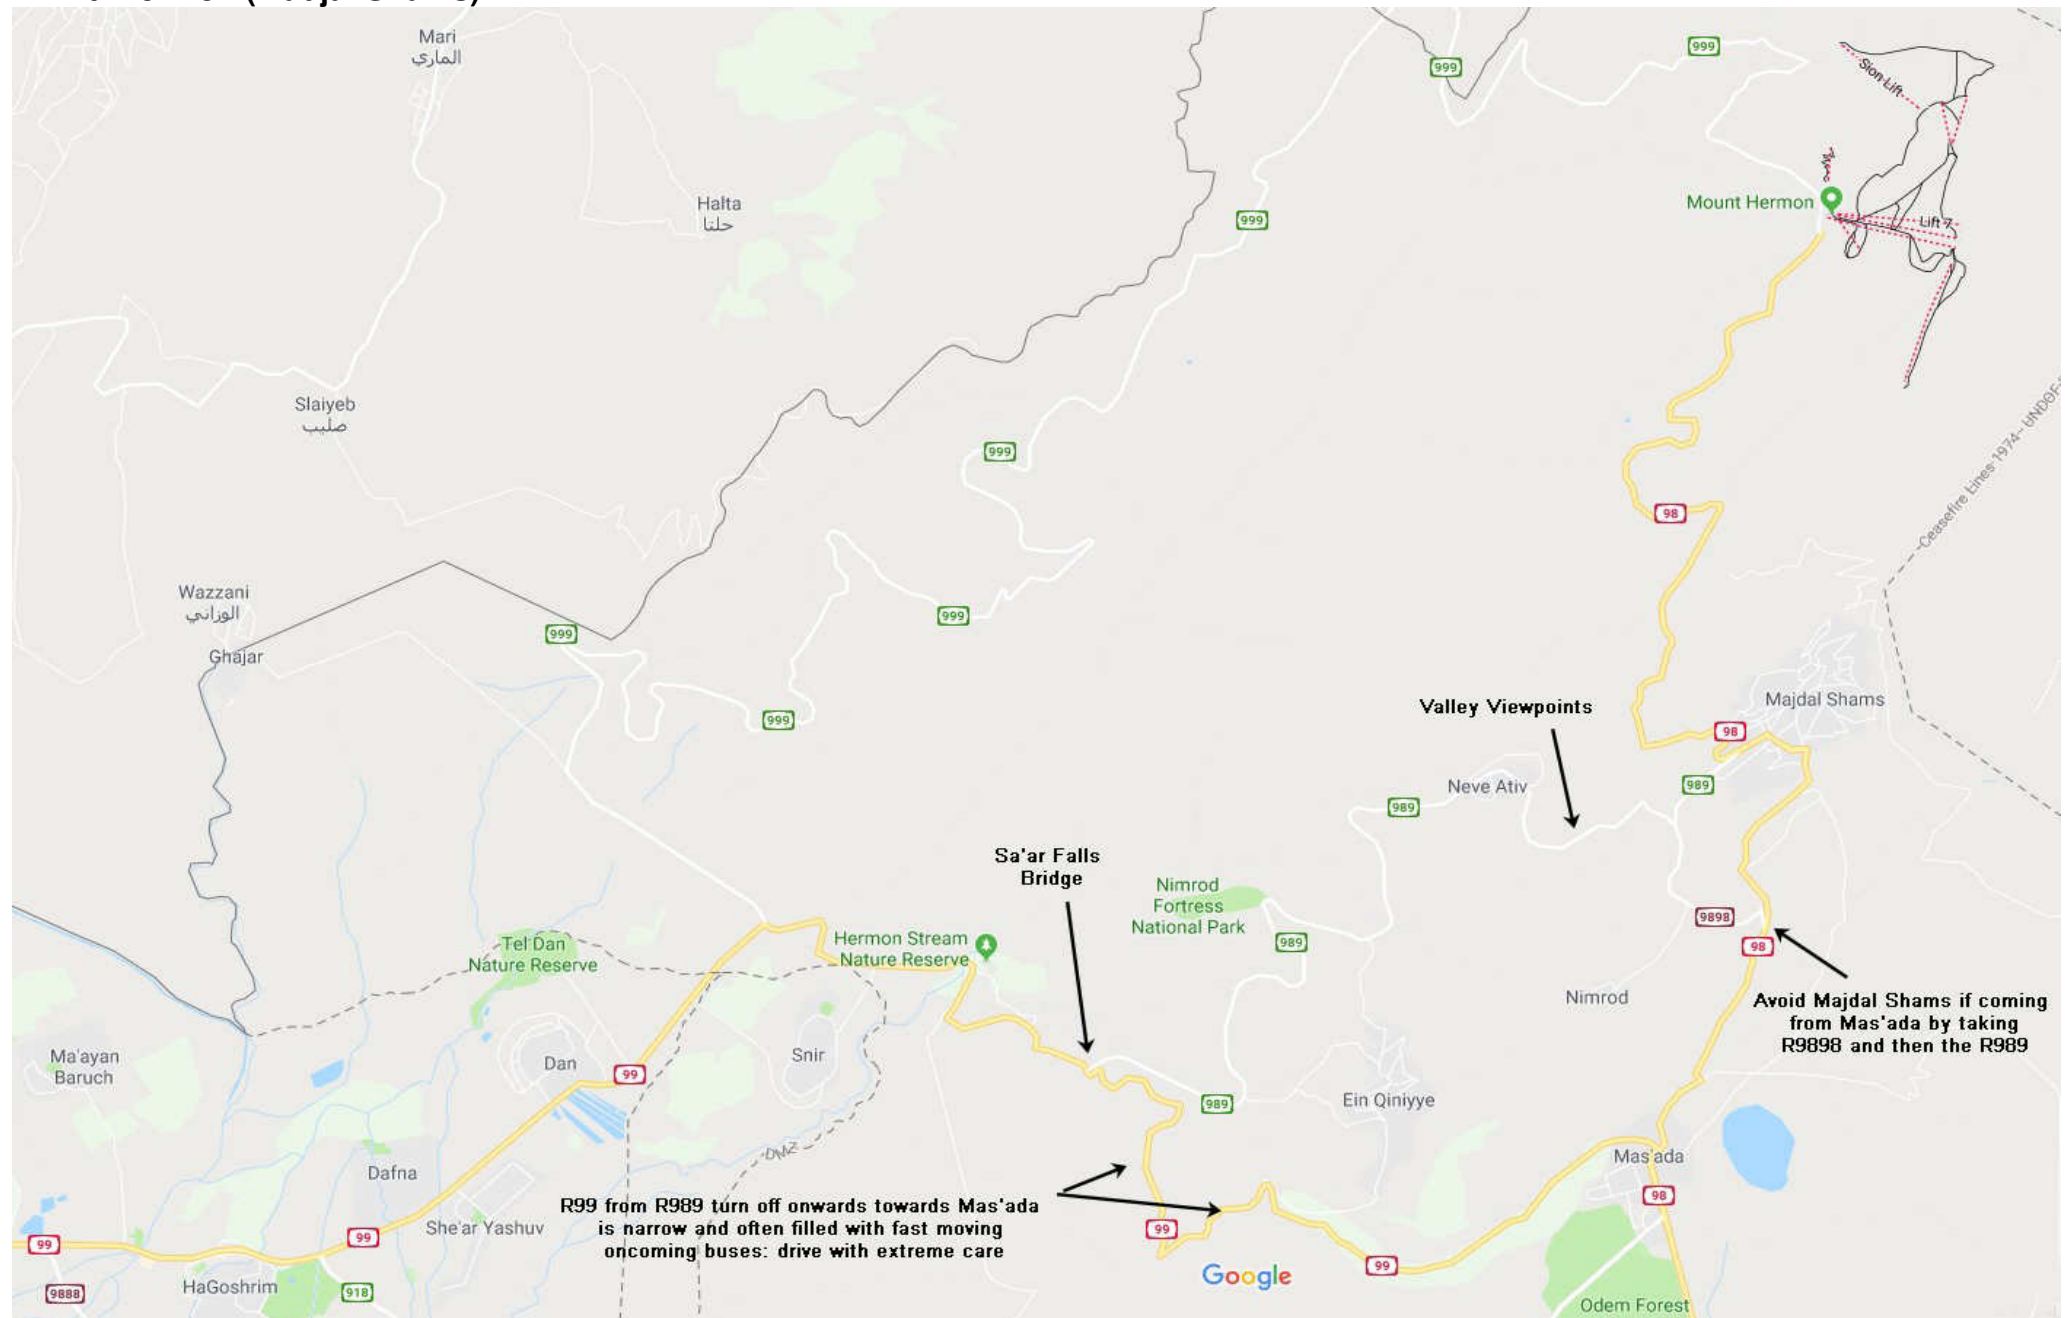 Mari
الماري
999
999
Sion Lift
Halta
حلتا
999
Mount Hermon
Lift 7
Slaiyeb
صليب
999
98
Ceasefire Lines 1974 - UNDOF
Wazzani
الوزاني
Ghajar
999
999
999
Valley Viewpoints
Majdal Shams
98
989
Neve Ativ
989
Sa'ar Falls
Bridge
Nimrod
Fortress
National Park
9898
Tel Dan
Nature Reserve
Hermon Stream
Nature Reserve
989
98
Nimrod
Avoid Majdal Shams if coming
from Mas'ada by taking
R9898 and then the R989
Ma'ayan
Baruch
Dan
99
Snir
989
Ein Qiniyye
DMZ
Mas'ada
Dafna
98
R99 from R989 turn off onwards towards Mas'ada
is narrow and often filled with fast moving
oncoming buses: drive with extreme care
She'ar Yashuv
99
99
99
99
HaGoshrim
9888
918
Google
Odem Forest